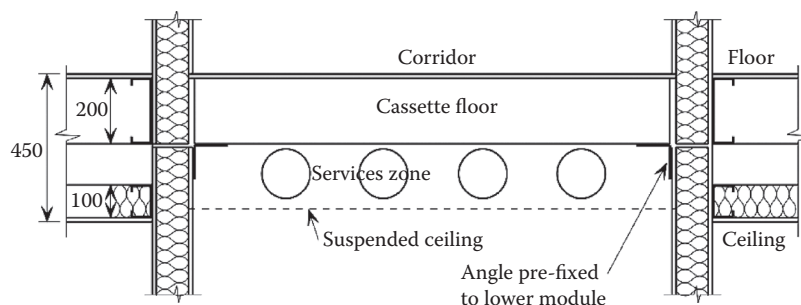 Corridor
Floor
200
Cassette floor
450
Services zone
100
Suspended ceiling
Ceiling
Angle pre-fixed
to lower module